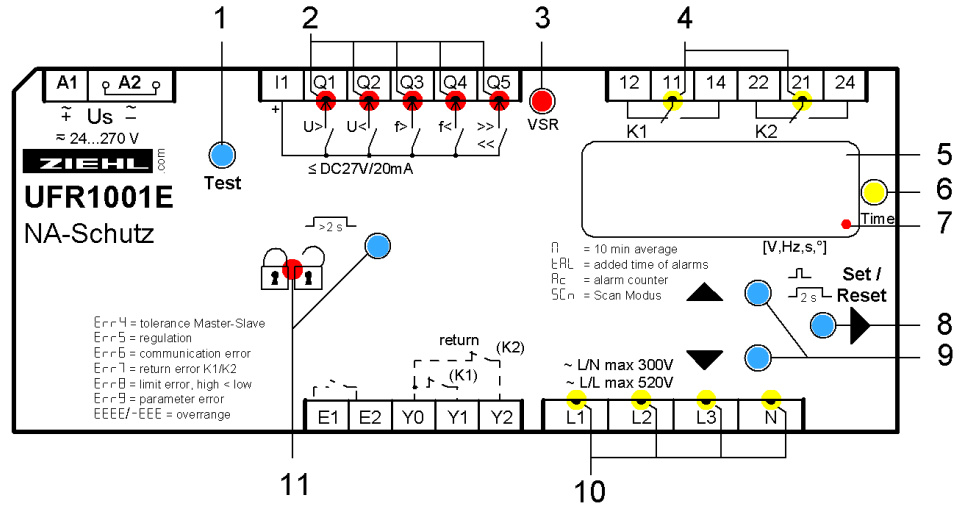 1 2 3 4
A1 A2
I1 Q1 Q2 Q3 Q4 Q5
12 11 14 22 21 24
Us
≂ 24...270 V
+
U> U< f> f< >> <<
≤ DC27V/20mA
VSR
K1 K2
ZIEHL.com
Test
UFR1001E
NA-Schutz
>2 s
5
6
Time
7
[V,Hz,s,°]
n = 10 min average
tAL = added time of alarms
Ac = alarm counter
SCn = Scan Modus
Set /
2 s Reset
8
9
Err4 = tolerance Master-Slave
Err5 = regulation
Err6 = communication error
Err7 = return error K1/K2
Err8 = limit error, high < low
Err9 = parameter error
EEEE/-EEE = overrange
return (K2)
(K1)
~ L/N max 300V
~ L/L max 520V
E1 E2 Y0 Y1 Y2
L1 L2 L3 N
11 10